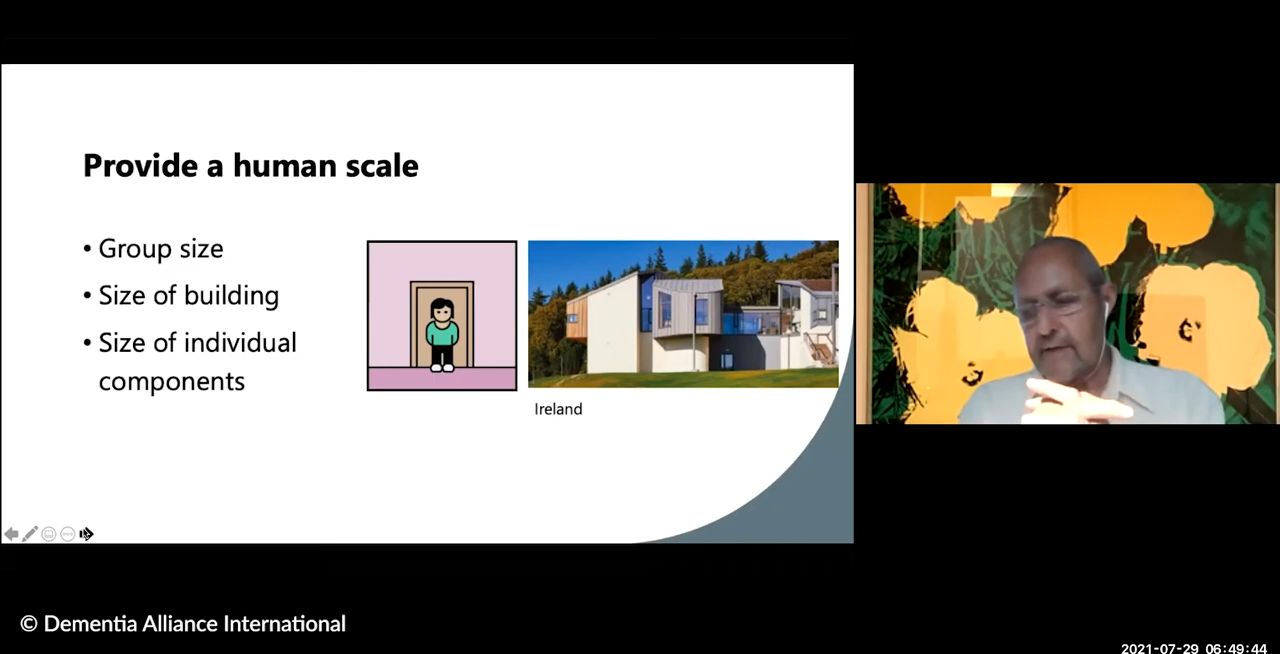 Provide a human scale
• Group size
• Size of building
• Size of individual
components
Ireland
© Dementia Alliance International
2021-07-29 06:49:44